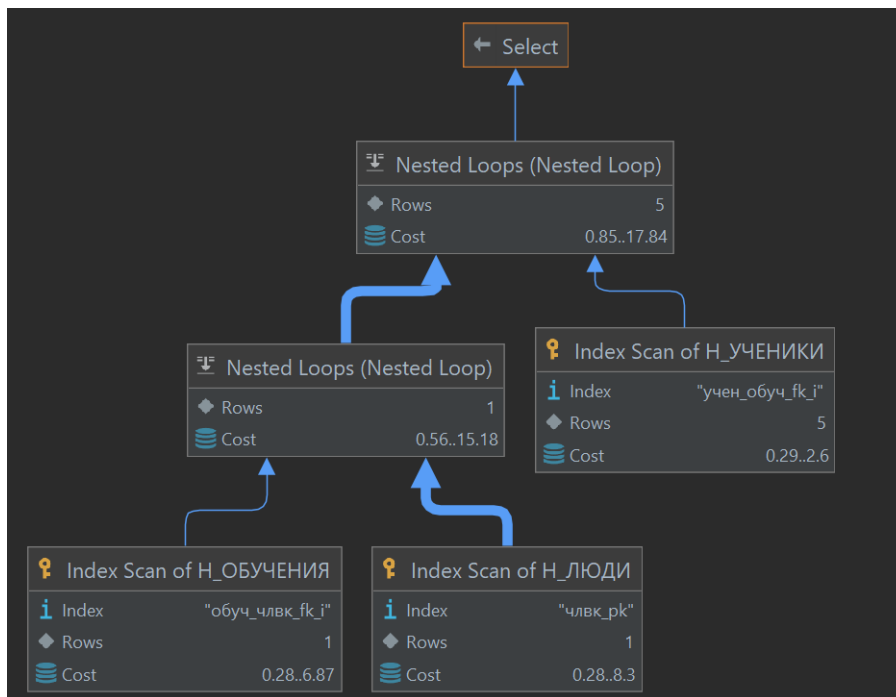 Select
Nested Loops (Nested Loop)
Rows 5
Cost 0.85..17.84
Nested Loops (Nested Loop)
Rows 1
Cost 0.56..15.18
Index Scan of Н_УЧЕНИКИ
Index "учен_обуч_fk_i"
Rows 5
Cost 0.29..2.6
Index Scan of Н_ОБУЧЕНИЯ
Index "обуч_члвк_fk_i"
Rows 1
Cost 0.28..6.87
Index Scan of Н_ЛЮДИ
Index "члвк_pk"
Rows 1
Cost 0.28..8.3